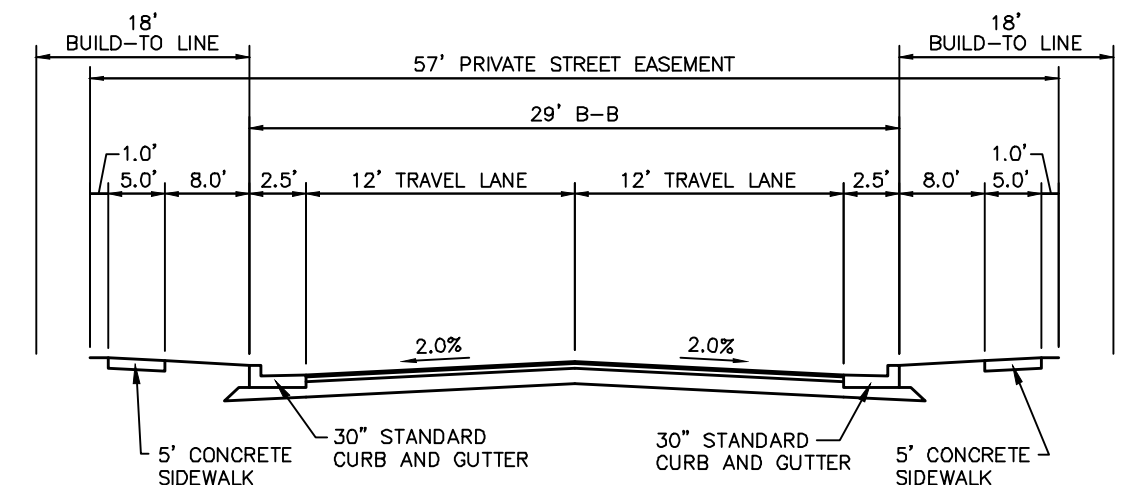 18'
BUILD-TO LINE
18'
BUILD-TO LINE
57' PRIVATE STREET EASEMENT
29' B-B
1.0'
1.0'
5.0' 8.0' 2.5' 12' TRAVEL LANE 12' TRAVEL LANE 2.5' 8.0' 5.0'
2.0% 2.0%
30" STANDARD
CURB AND GUTTER
30" STANDARD
CURB AND GUTTER
5' CONCRETE
SIDEWALK
5' CONCRETE
SIDEWALK